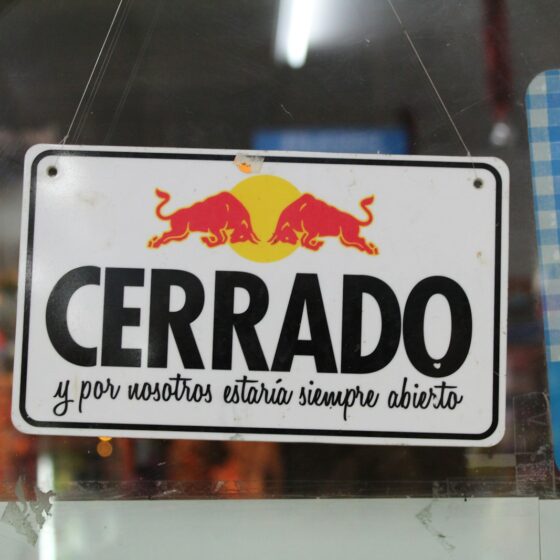 CERRADO
y por nosotros estaría siempre abierto